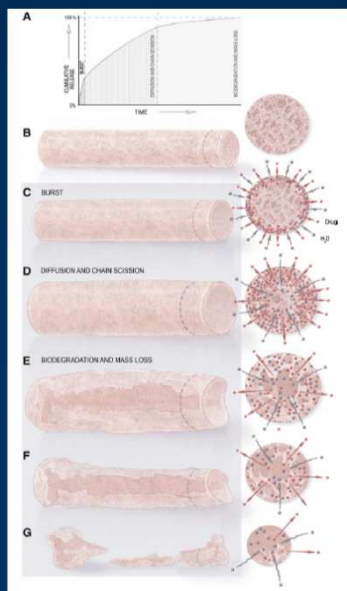 A
100%
CUMULATIVE
RELEASE
0%
BURST
DIFFUSION AND CHAIN SCISSION
BIODEGRADATION AND MASS LOSS
TIME
B
C BURST
Drug
H₂O
D DIFFUSION AND CHAIN SCISSION
E BIODEGRADATION AND MASS LOSS
F
G